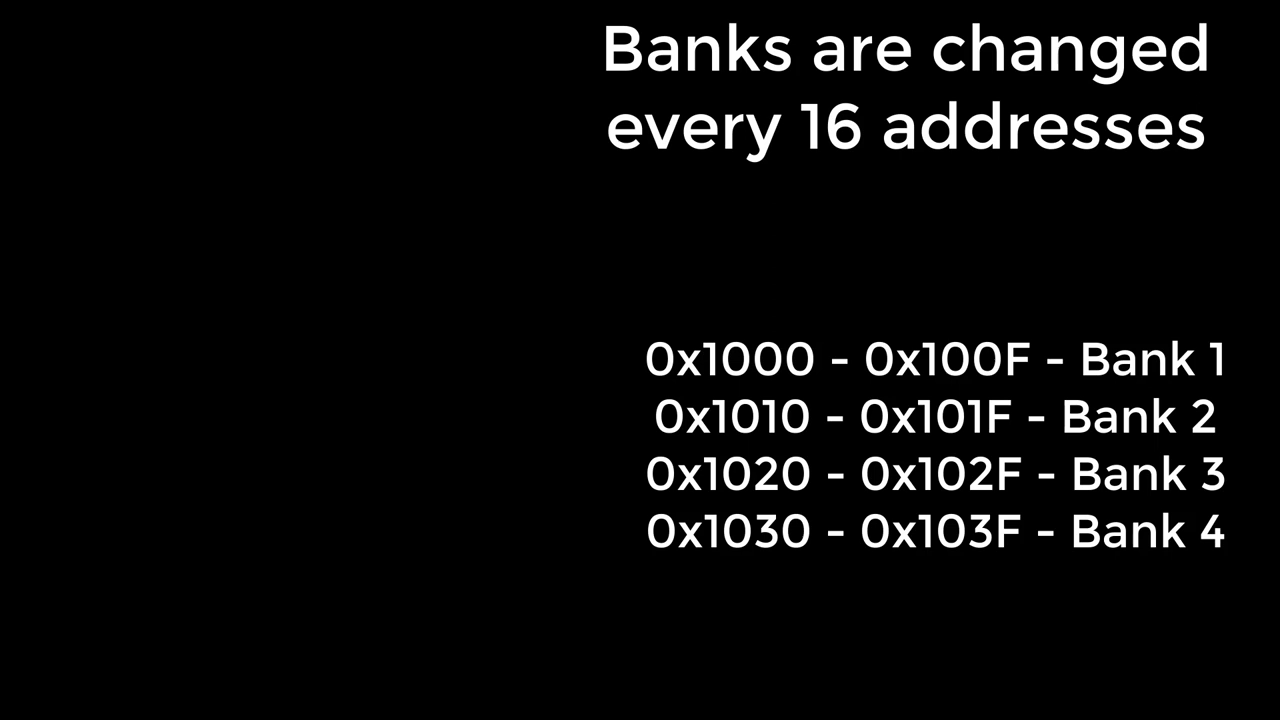 Banks are changed
every 16 addresses
0x1000 - 0x100F - Bank 1
0x1010 - 0x101F - Bank 2
0x1020 - 0x102F - Bank 3
0x1030 - 0x103F - Bank 4